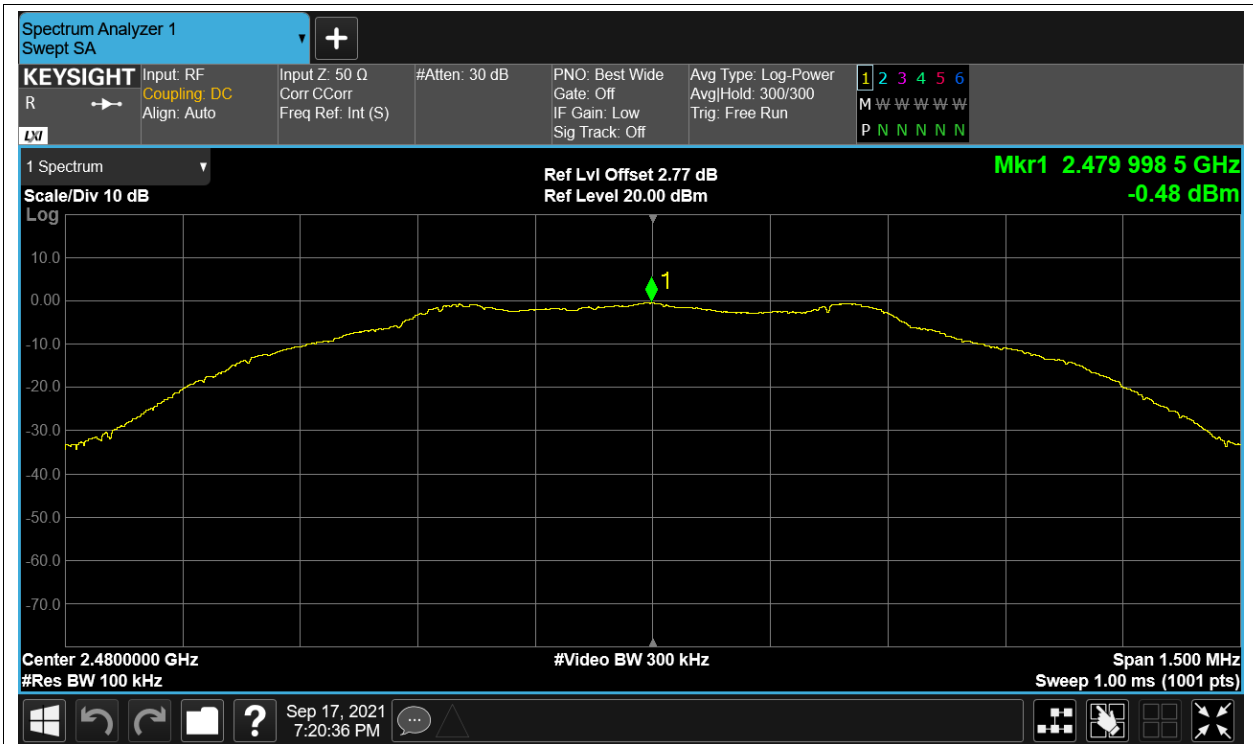 Spectrum Analyzer 1
Swept SA
KEYSIGHT
R
LXI
Input: RF
Coupling: DC
Align: Auto
Input Z: 50 Ω
Corr CCorr
Freq Ref: Int (S)
#Atten: 30 dB
PNO: Best Wide
Gate: Off
IF Gain: Low
Sig Track: Off
Avg Type: Log-Power
Avg|Hold: 300/300
Trig: Free Run
1 2 3 4 5 6
M W W W W W
P N N N N N
1 Spectrum
Scale/Div 10 dB
Log
Ref Lvl Offset 2.77 dB
Ref Level 20.00 dBm
Mkr1 2.479 998 5 GHz
-0.48 dBm
10.0
0.00
-10.0
-20.0
-30.0
-40.0
-50.0
-60.0
-70.0
1
Center 2.4800000 GHz
#Res BW 100 kHz
#Video BW 300 kHz
Span 1.500 MHz
Sweep 1.00 ms (1001 pts)
?
Sep 17, 2021
7:20:36 PM